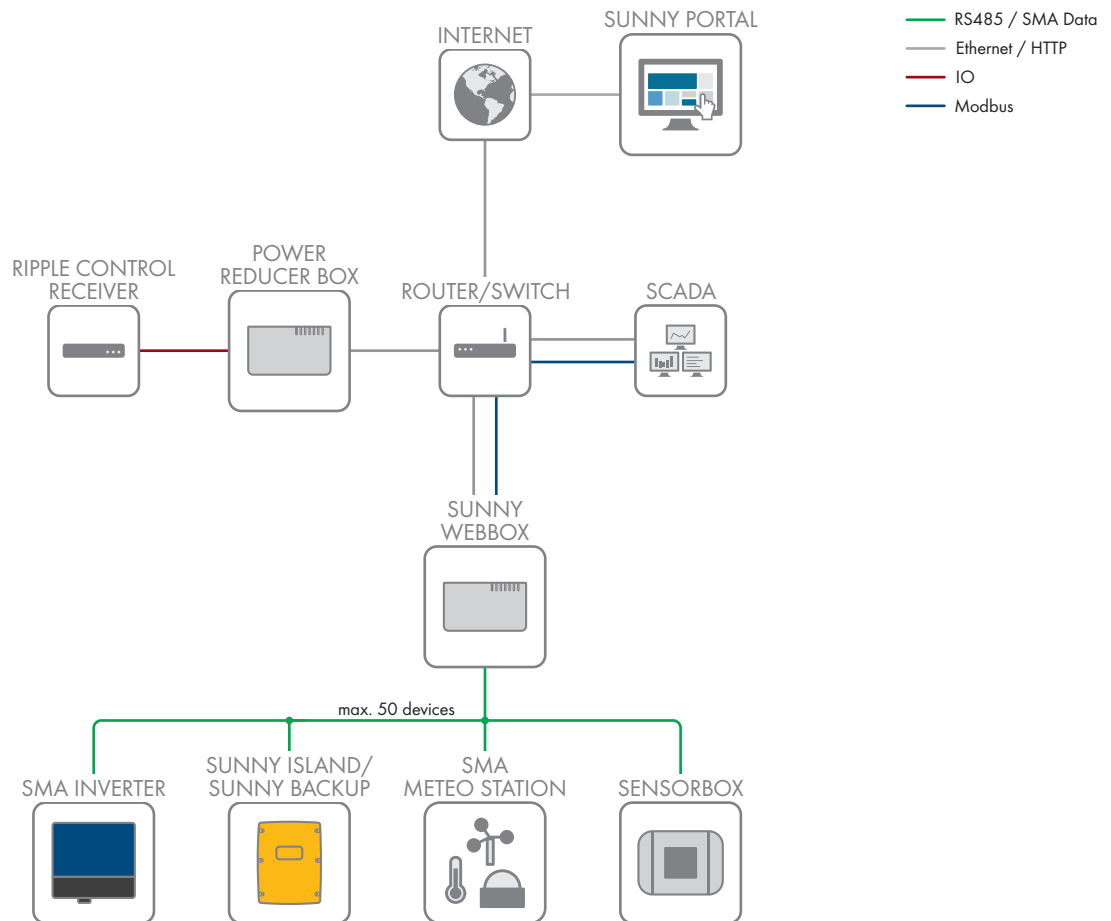 SUNNY PORTAL
INTERNET
RS485 / SMA Data
Ethernet / HTTP
IO
Modbus
RIPPLE CONTROL
RECEIVER
POWER
REDUCER BOX
ROUTER/SWITCH
SCADA
SUNNY
WEBBOX
max. 50 devices
SMA INVERTER
SUNNY ISLAND/
SUNNY BACKUP
SMA
METEO STATION
SENSORBOX